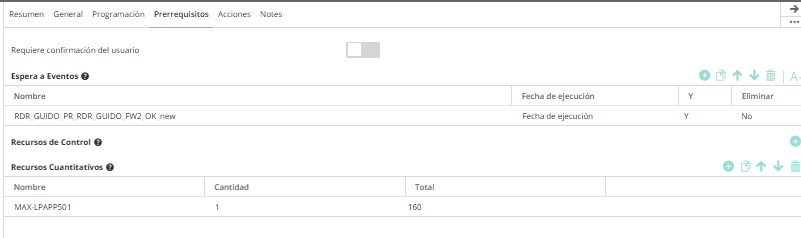 Resumen General Programación Prerrequisitos Acciones Notes
Requiere confirmación del usuario
Espera a Eventos
Nombre Fecha de ejecución Y Eliminar
RDR_GUIDO_PR_RDR_GUIDO_FW2_OK_new Fecha de ejecución Y No
Recursos de Control
Recursos Cuantitativos
Nombre Cantidad Total
MAX-LPAPP501 1 160